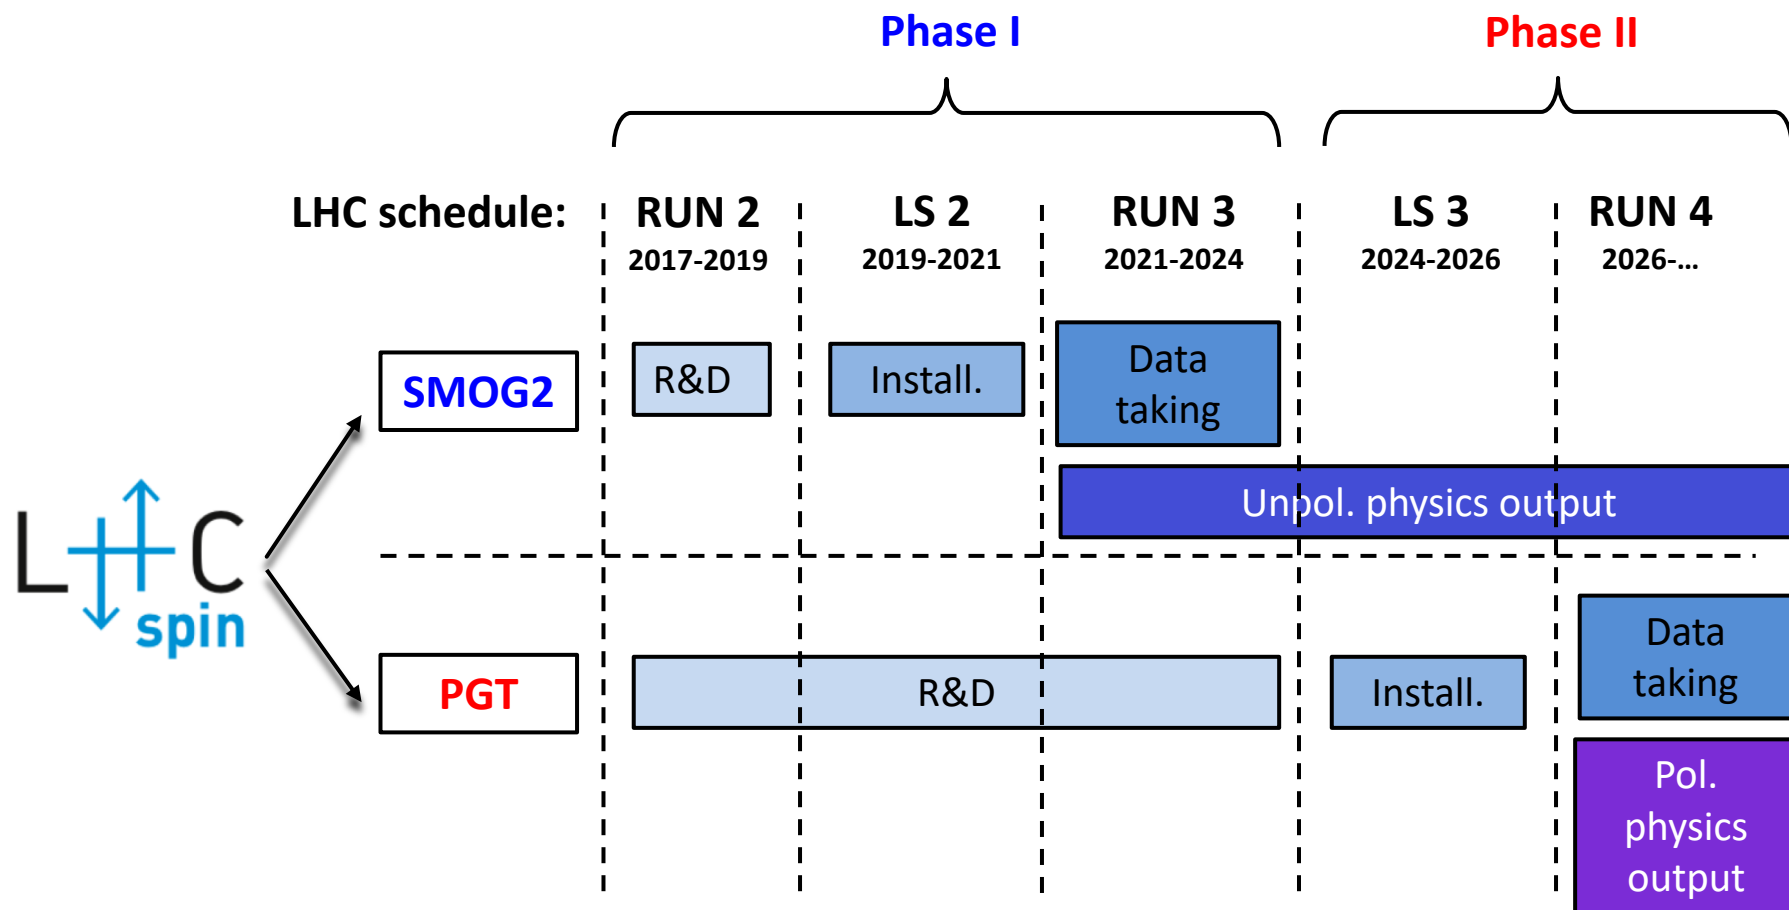 Phase I
Phase II
LHC schedule:
RUN 2
LS 2
RUN 3
LS 3
RUN 4
2017-2019
2019-2021
2021-2024
2024-2026
2026-...
SMOG2
R&D
Install.
Data
taking
Unpol. physics output
LHC
spin
PGT
R&D
Install.
Data
taking
Pol.
physics
output